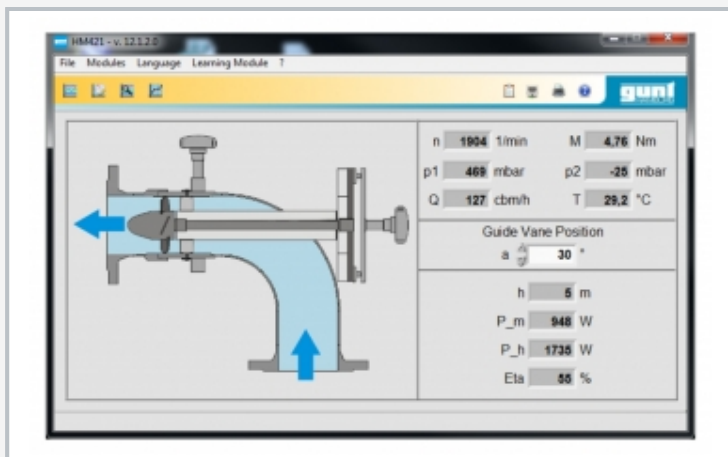 HM421 - v. 12.1.2.0
File Modules Language Learning Module ?
gunt
n 1904 1/min M 4,76 Nm
p1 469 mbar p2 -25 mbar
Q 127 cbm/h T 29,2 °C
Guide Vane Position
a 30 °
h 5 m
P_m 948 W
P_h 1735 W
Eta 55 %